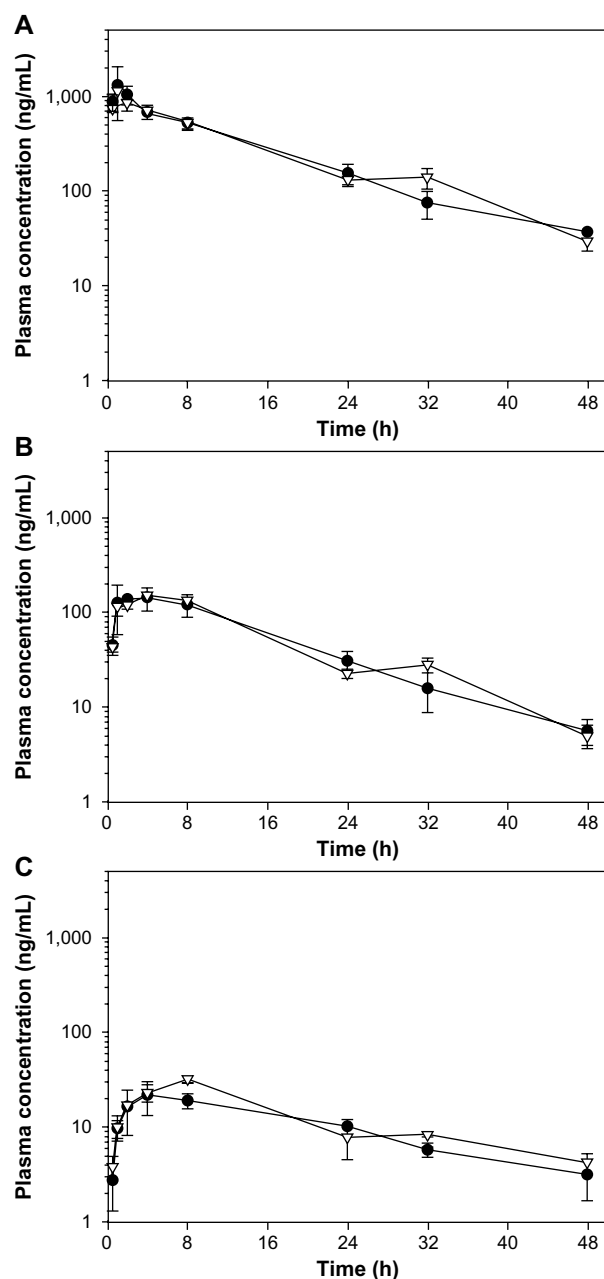 A
Plasma concentration (ng/mL)
1,000
100
10
1
0 8 16 24 32 40 48
Time (h)
B
Plasma concentration (ng/mL)
1,000
100
10
1
0 8 16 24 32 40 48
Time (h)
C
Plasma concentration (ng/mL)
1,000
100
10
1
0 8 16 24 32 40 48
Time (h)